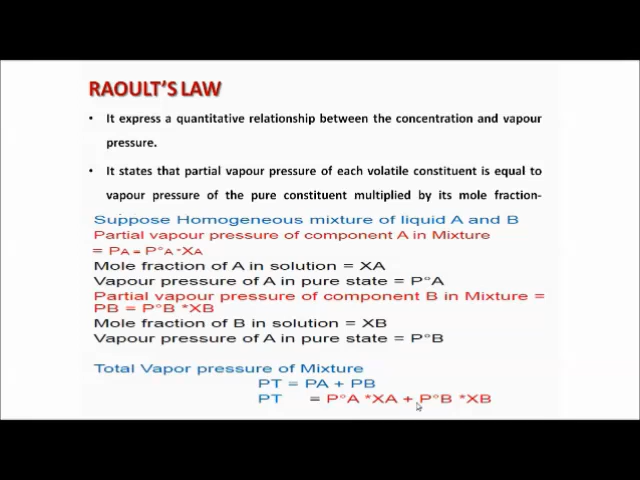 RAOULT'S LAW
• It express a quantitative relationship between the concentration and vapour
pressure.
• It states that partial vapour pressure of each volatile constituent is equal to
vapour pressure of the pure constituent multiplied by its mole fraction-
Suppose Homogeneous mixture of liquid A and B
Partial vapour pressure of component A in Mixture
= PA = P°A *XA
Mole fraction of A in solution = XA
Vapour pressure of A in pure state = P°A
Partial vapour pressure of component B in Mixture =
PB = P°B *XB
Mole fraction of B in solution = XB
Vapour pressure of A in pure state = P°B
Total Vapor pressure of Mixture
PT = PA + PB
PT = P°A *XA + P°B *XB